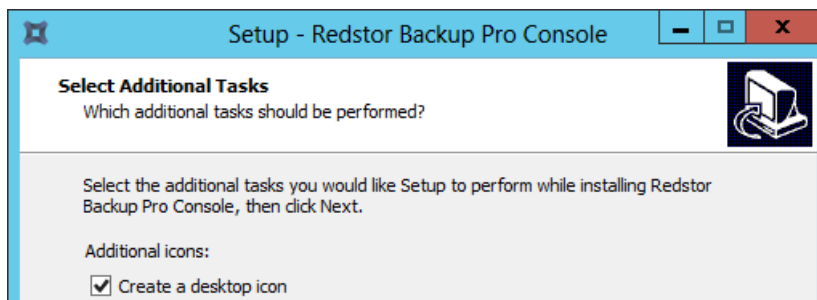 Setup - Redstor Backup Pro Console
Select Additional Tasks
Which additional tasks should be performed?
Select the additional tasks you would like Setup to perform while installing Redstor
Backup Pro Console, then click Next.
Additional icons:
Create a desktop icon